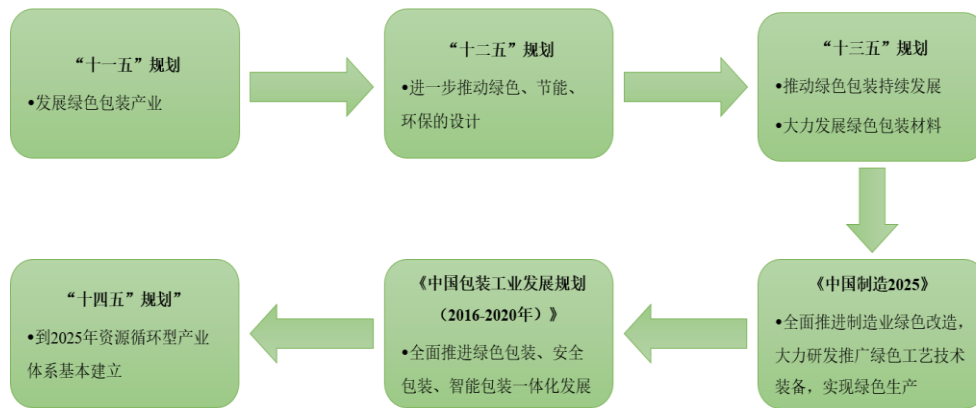 “十一五”规划
•发展绿色包装产业
“十二五”规划
•进一步推动绿色、节能、
环保的设计
“十三五”规划
•推动绿色包装持续发展
•大力发展绿色包装材料
《中国制造2025》
•全面推进制造业绿色改造，
大力研发推广绿色工艺技术
装备，实现绿色生产
《中国包装工业发展规划
（2016-2020年）》
•全面推进绿色包装、安全
包装、智能包装一体化发展
“十四五”规划”
•到2025年资源循环型产业
体系基本建立